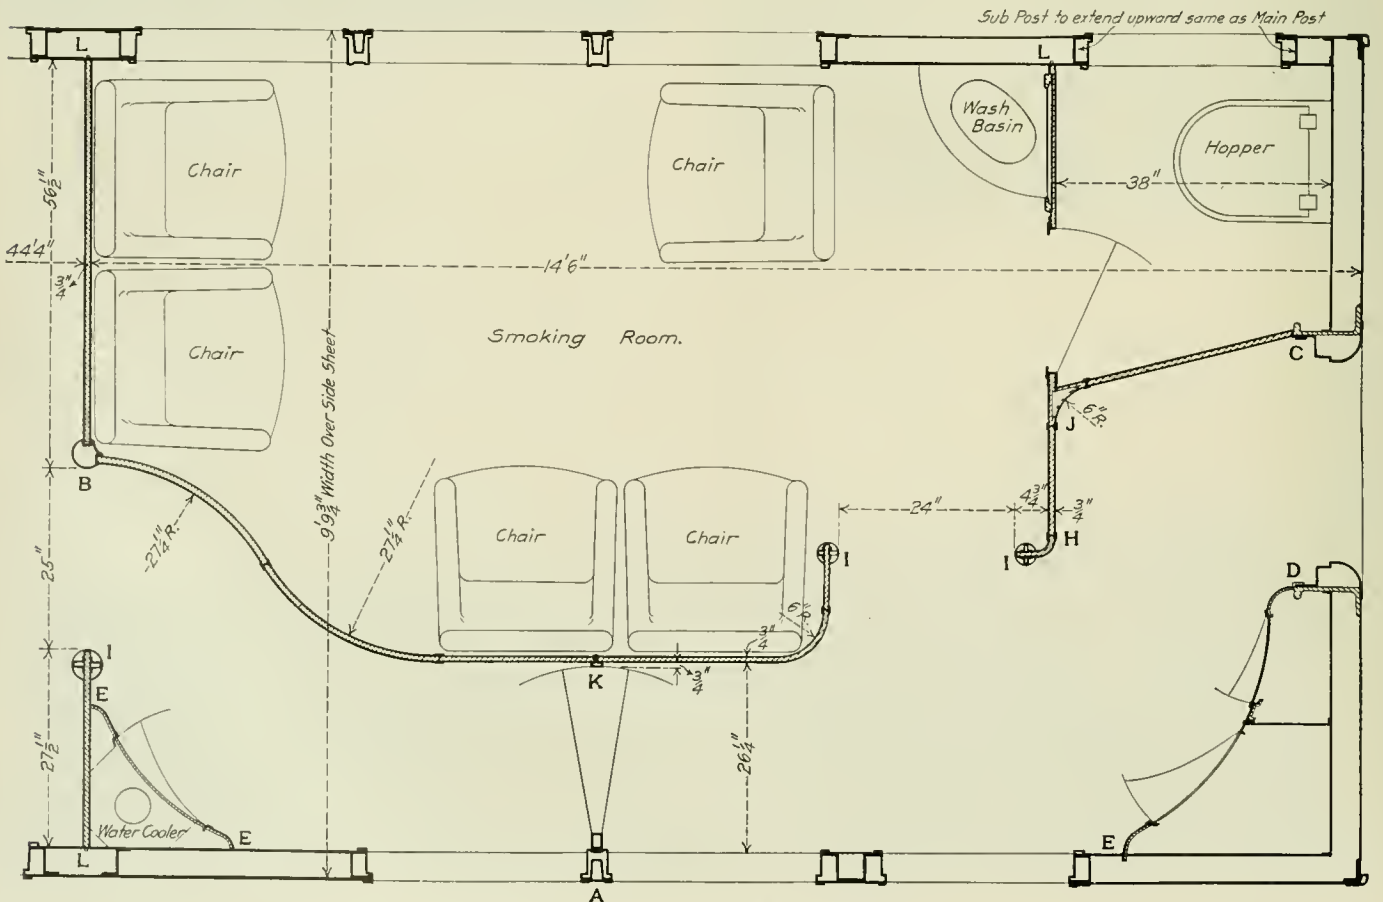 Sub Post to extend upward same as Main Post
L
L
Wash
Basin
Chair
Chair
Hopper
56½"
38"
44'4"
14'6"
¾"
9'9¾" Width Over Side Sheet
Smoking Room.
Chair
C
6"R.
J
B
27¼"R.
27¼"R.
24"
4¾"
¾"
Chair
Chair
H
I
I
D
25"
6"R.
¾"
I
K
¾"
E
27½"
26¼"
Water Cooler
E
E
L
A